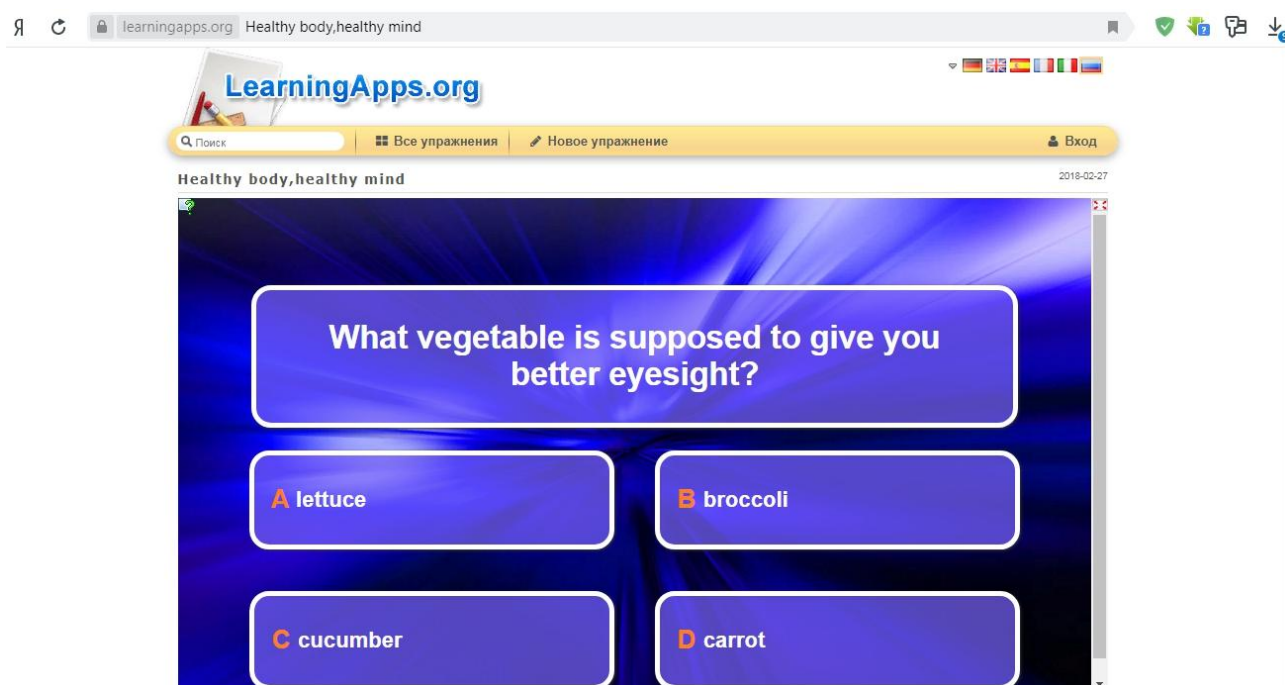 Я learningapps.org Healthy body,healthy mind
LearningApps.org
Поиск Все упражнения Новое упражнение Вход
Healthy body,healthy mind 2018-02-27
What vegetable is supposed to give you
better eyesight?
A lettuce B broccoli
C cucumber D carrot